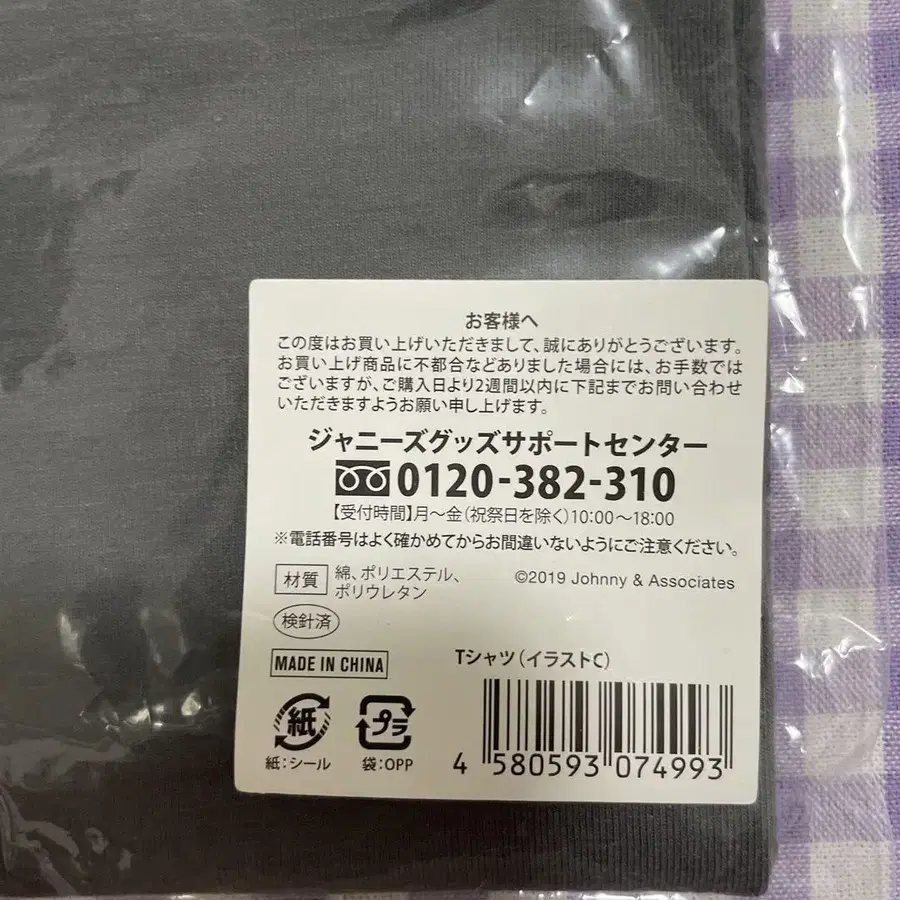 お客様へ
この度はお買い上げいただきまして、誠にありがとうございます。
お買い上げ商品に不都合などありました場合には、お手数では
ございますが、ご購入日より2週間以内に下記までお問い合わせ
いただきますようお願い申し上げます。
ジャニーズグッズサポートセンター
0120-382-310
【受付時間】月〜金(祝祭日を除く)10:00〜18:00
※電話番号はよく確かめてからお間違いないようにご注意ください。
材質 綿、ポリエステル、
ポリウレタン
©2019 Johnny & Associates
検針済
MADE IN CHINA
Tシャツ(イラストC)
紙
プラ
紙:シール
袋:OPP
4 580593 074993